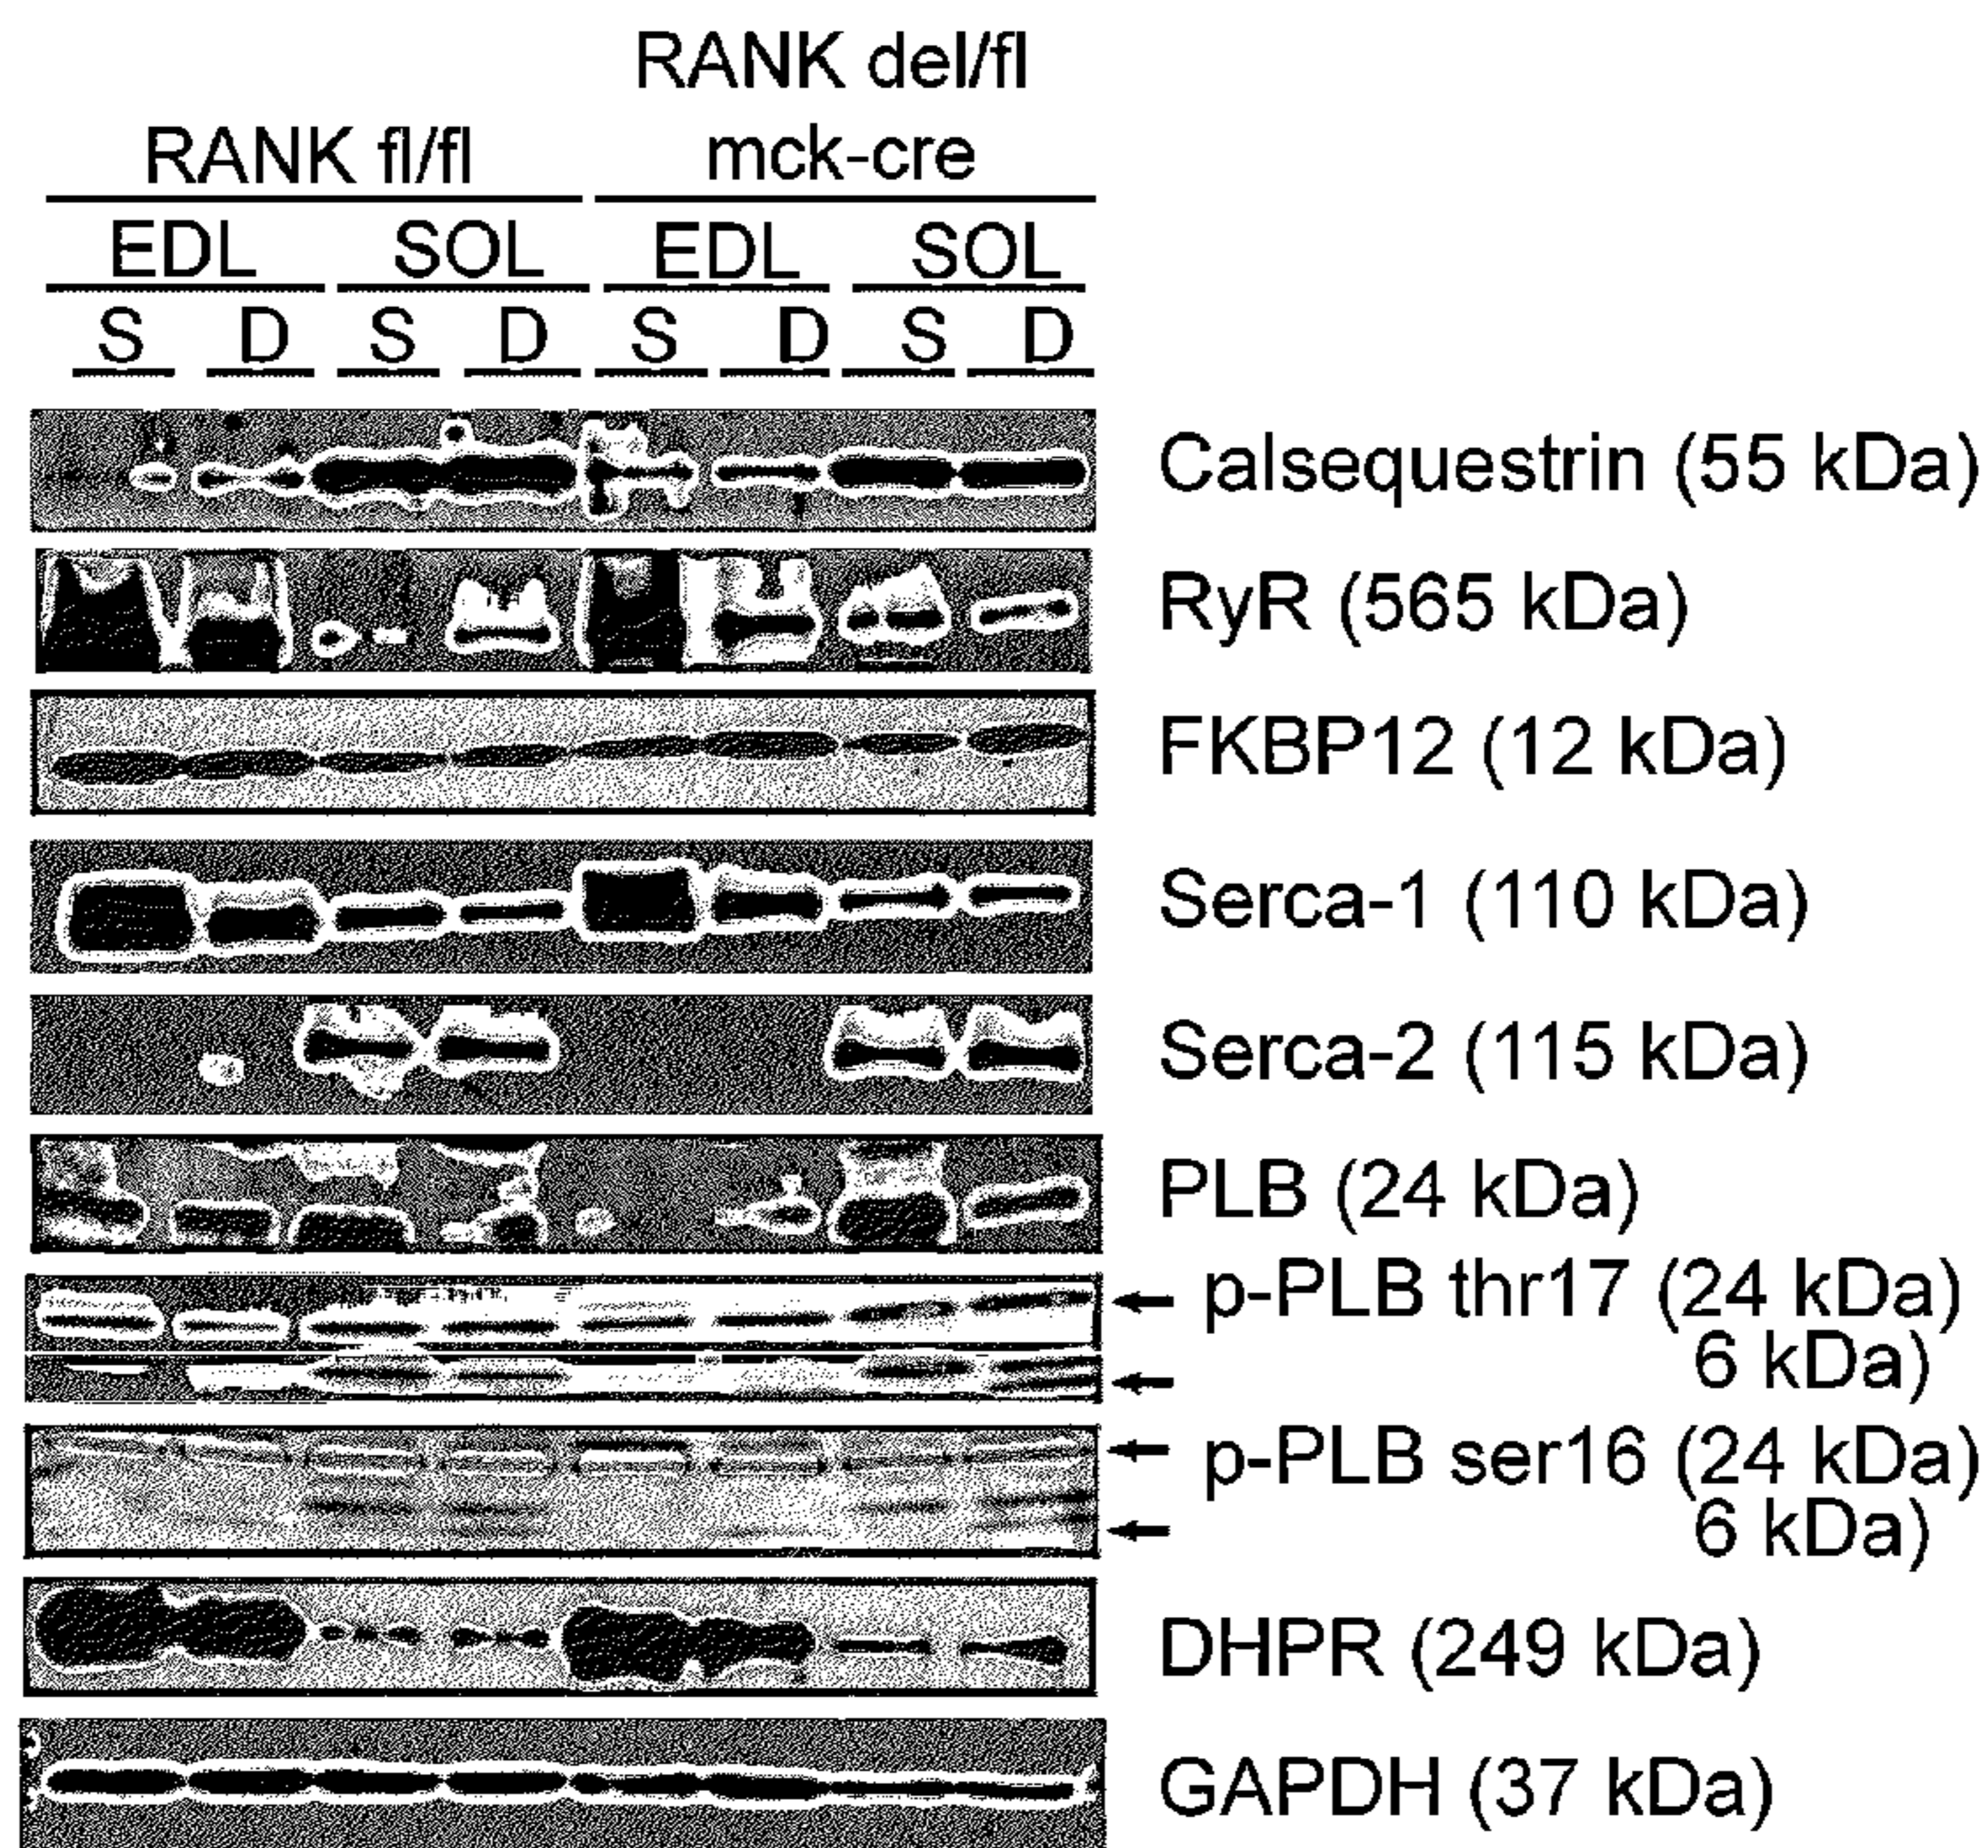 RANK del/fl
RANK fl/fl mck-cre
EDL SOL EDL SOL
S D S D S D S D
Calsequestrin (55 kDa)
RyR (565 kDa)
FKBP12 (12 kDa)
Serca-1 (110 kDa)
Serca-2 (115 kDa)
PLB (24 kDa)
p-PLB thr17 (24 kDa)
6 kDa)
p-PLB ser16 (24 kDa)
6 kDa)
DHPR (249 kDa)
GAPDH (37 kDa)